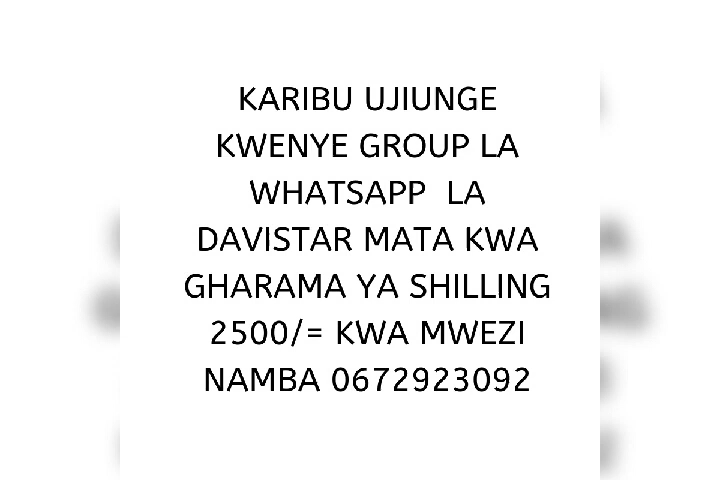 KARIBU UJIUNGE
KWENYE GROUP LA
WHATSAPP LA
DAVISTAR MATA KWA
GHARAMA YA SHILLING
2500/= KWA MWEZI
NAMBA 0672923092